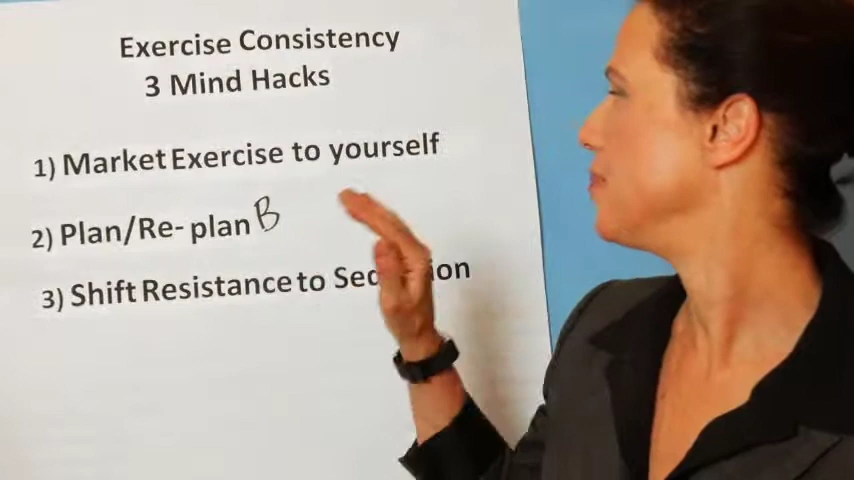 Exercise Consistency
3 Mind Hacks
1) Market Exercise to yourself
2) Plan/Re- plan B
3) Shift Resistance to